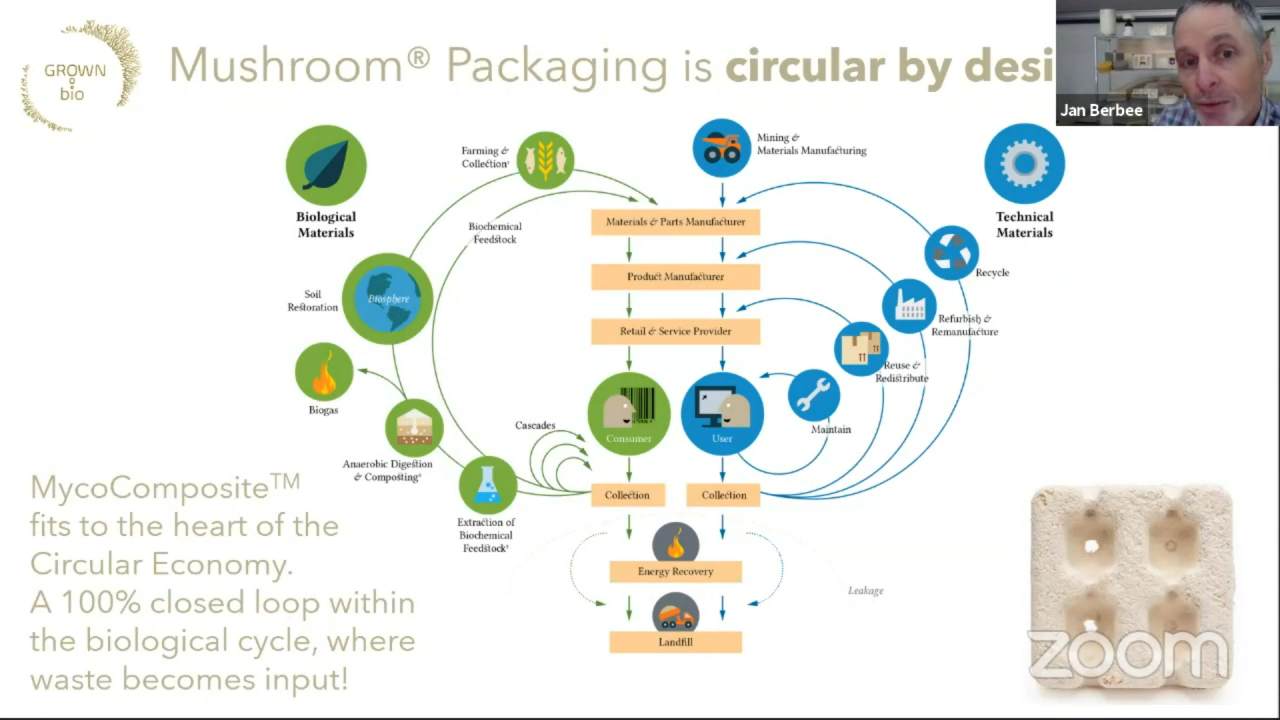 GROWN
bio
Mushroom® Packaging is circular by desi
Jan Berbee
Biological
Materials
Farming &
Collection¹
Mining &
Materials Manufacturing
Technical
Materials
Biochemical
Feedstock
Materials & Parts Manufacturer
Recycle
Soil
Restoration
Biosphere
Product Manufacturer
Refurbish &
Remanufacture
Retail & Service Provider
Reuse &
Redistribute
Biogas
Consumer
User
Maintain
Cascades
Anaerobic Digestion
& Composting²
Collection
Collection
Extraction of
Biochemical
Feedstock³
Energy Recovery
Leakage
Landfill
MycoComposite™
fits to the heart of the
Circular Economy.
A 100% closed loop within
the biological cycle, where
waste becomes input!
zoom